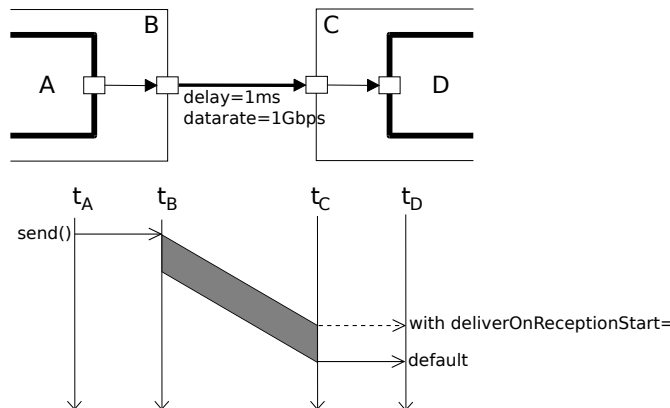 B
C
A
D
delay=1ms
datarate=1Gbps
tA
tB
tC
tD
send()
with deliverOnReceptionStart=
default